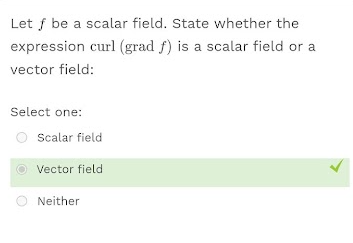 Let f be a scalar field. State whether the
expression curl (grad f) is a scalar field or a
vector field:
Select one:
Scalar field
Vector field
Neither